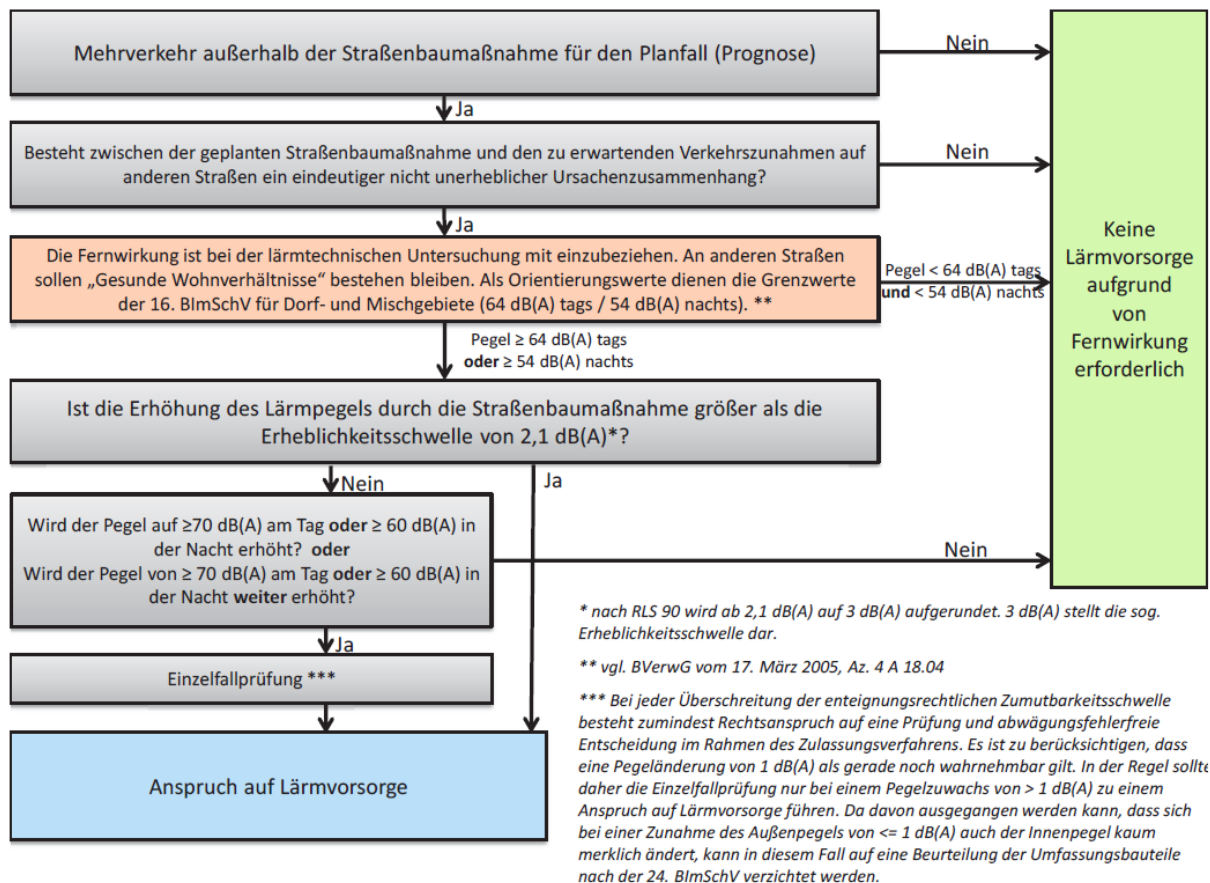 Mehrverkehr außerhalb der Straßenbaumaßnahme für den Planfall (Prognose)
Nein
Ja
Besteht zwischen der geplanten Straßenbaumaßnahme und den zu erwartenden Verkehrszunahmen auf
anderen Straßen ein eindeutiger nicht unerheblicher Ursachenzusammenhang?
Nein
Ja
Die Fernwirkung ist bei der lärmtechnischen Untersuchung mit einzubeziehen. An anderen Straßen
sollen „Gesunde Wohnverhältnisse“ bestehen bleiben. Als Orientierungswerte dienen die Grenzwerte
der 16. BImSchV für Dorf- und Mischgebiete (64 dB(A) tags / 54 dB(A) nachts). **
Pegel < 64 dB(A) tags
und < 54 dB(A) nachts
Keine
Lärmvorsorge
aufgrund
von
Fernwirkung
erforderlich
Pegel ≥ 64 dB(A) tags
oder ≥ 54 dB(A) nachts
Ist die Erhöhung des Lärmpegels durch die Straßenbaumaßnahme größer als die
Erheblichkeitsschwelle von 2,1 dB(A)*?
Nein
Ja
Wird der Pegel auf ≥70 dB(A) am Tag oder ≥ 60 dB(A) in
der Nacht erhöht? oder
Wird der Pegel von ≥ 70 dB(A) am Tag oder ≥ 60 dB(A) in
der Nacht weiter erhöht?
Nein
Ja
Einzelfallprüfung ***
Anspruch auf Lärmvorsorge
* nach RLS 90 wird ab 2,1 dB(A) auf 3 dB(A) aufgerundet. 3 dB(A) stellt die sog.
Erheblichkeitsschwelle dar.
** vgl. BVerwG vom 17. März 2005, Az. 4 A 18.04
*** Bei jeder Überschreitung der enteignungsrechtlichen Zumutbarkeitsschwelle
besteht zumindest Rechtsanspruch auf eine Prüfung und abwägungsfehlerfreie
Entscheidung im Rahmen des Zulassungsverfahrens. Es ist zu berücksichtigen, dass
eine Pegeländerung von 1 dB(A) als gerade noch wahrnehmbar gilt. In der Regel sollte
daher die Einzelfallprüfung nur bei einem Pegelzuwachs von > 1 dB(A) zu einem
Anspruch auf Lärmvorsorge führen. Da davon ausgegangen werden kann, dass sich
bei einer Zunahme des Außenpegels von <= 1 dB(A) auch der Innenpegel kaum
merklich ändert, kann in diesem Fall auf eine Beurteilung der Umfassungsbauteile
nach der 24. BImSchV verzichtet werden.